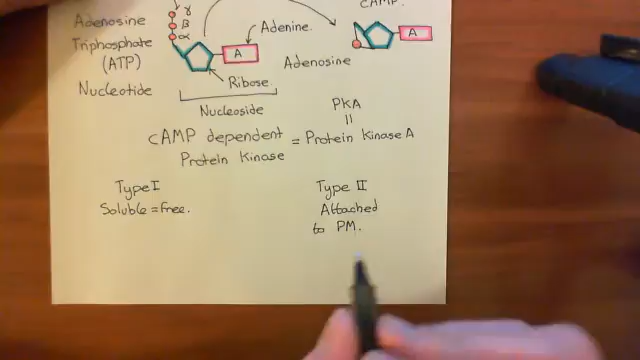 CAMP.
Adenosine
Triphosphate
(ATP)
Nucleotide
γ
β
α
A
Adenine.
Ribose
Nucleoside
A
Adenosine
PKA
=
CAMP dependent = Protein Kinase A
Protein Kinase
Type I
Soluble = Free.
Type II
Attached
to PM.